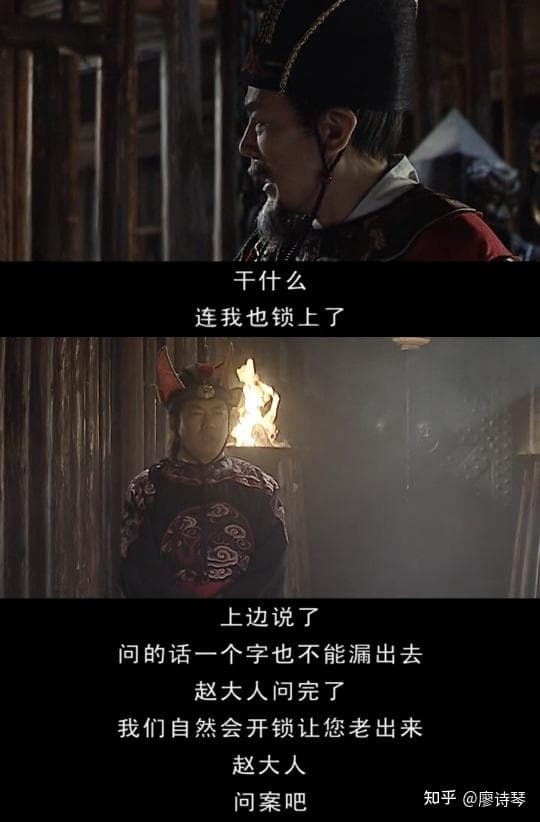 干什么
连我也锁上了
上边说了
问的话一个字也不能漏出去
赵大人问完了
我们自然会开锁让您老出来
赵大人
问案吧
知乎 @廖诗琴